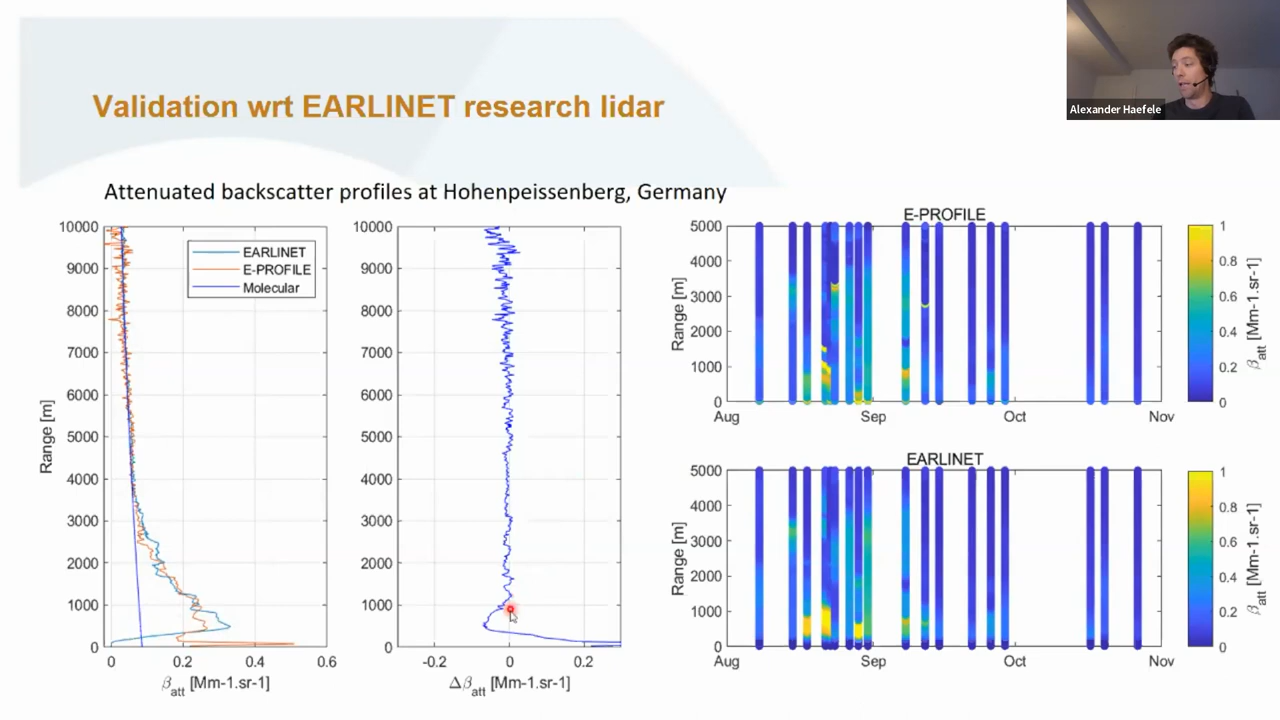 Alexander Haefele
Validation wrt EARLINET research lidar
Attenuated backscatter profiles at Hohenpeissenberg, Germany
10000
9000
8000
7000
6000
5000
4000
3000
2000
1000
0
Range [m]
EARLINET
E-PROFILE
Molecular
0 0.2 0.4 0.6
βatt [Mm-1.sr-1]
10000
9000
8000
7000
6000
5000
4000
3000
2000
1000
0
-0.2 0 0.2
Δβatt [Mm-1.sr-1]
E-PROFILE
5000
4000
3000
2000
1000
0
Range [m]
Aug Sep Oct Nov
1
0.8
0.6
0.4
0.2
0
βatt [Mm-1.sr-1]
EARLINET
5000
4000
3000
2000
1000
0
Range [m]
Aug Sep Oct Nov
1
0.8
0.6
0.4
0.2
0
βatt [Mm-1.sr-1]